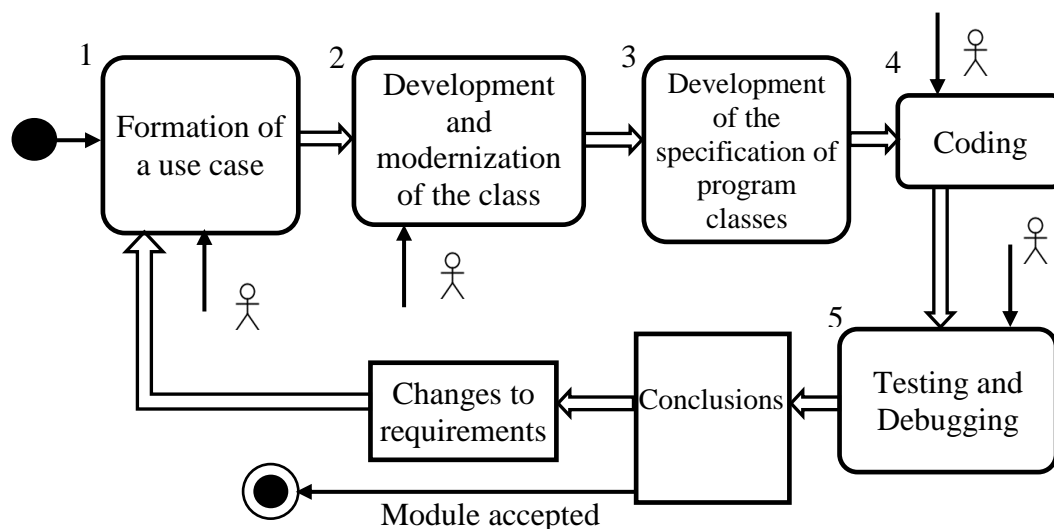 1
Formation of
a use case
2
Development
and
modernization
of the class
3
Development
of the
specification of
program
classes
4
Coding
5
Testing and
Debugging
Conclusions
Changes to
requirements
Module accepted